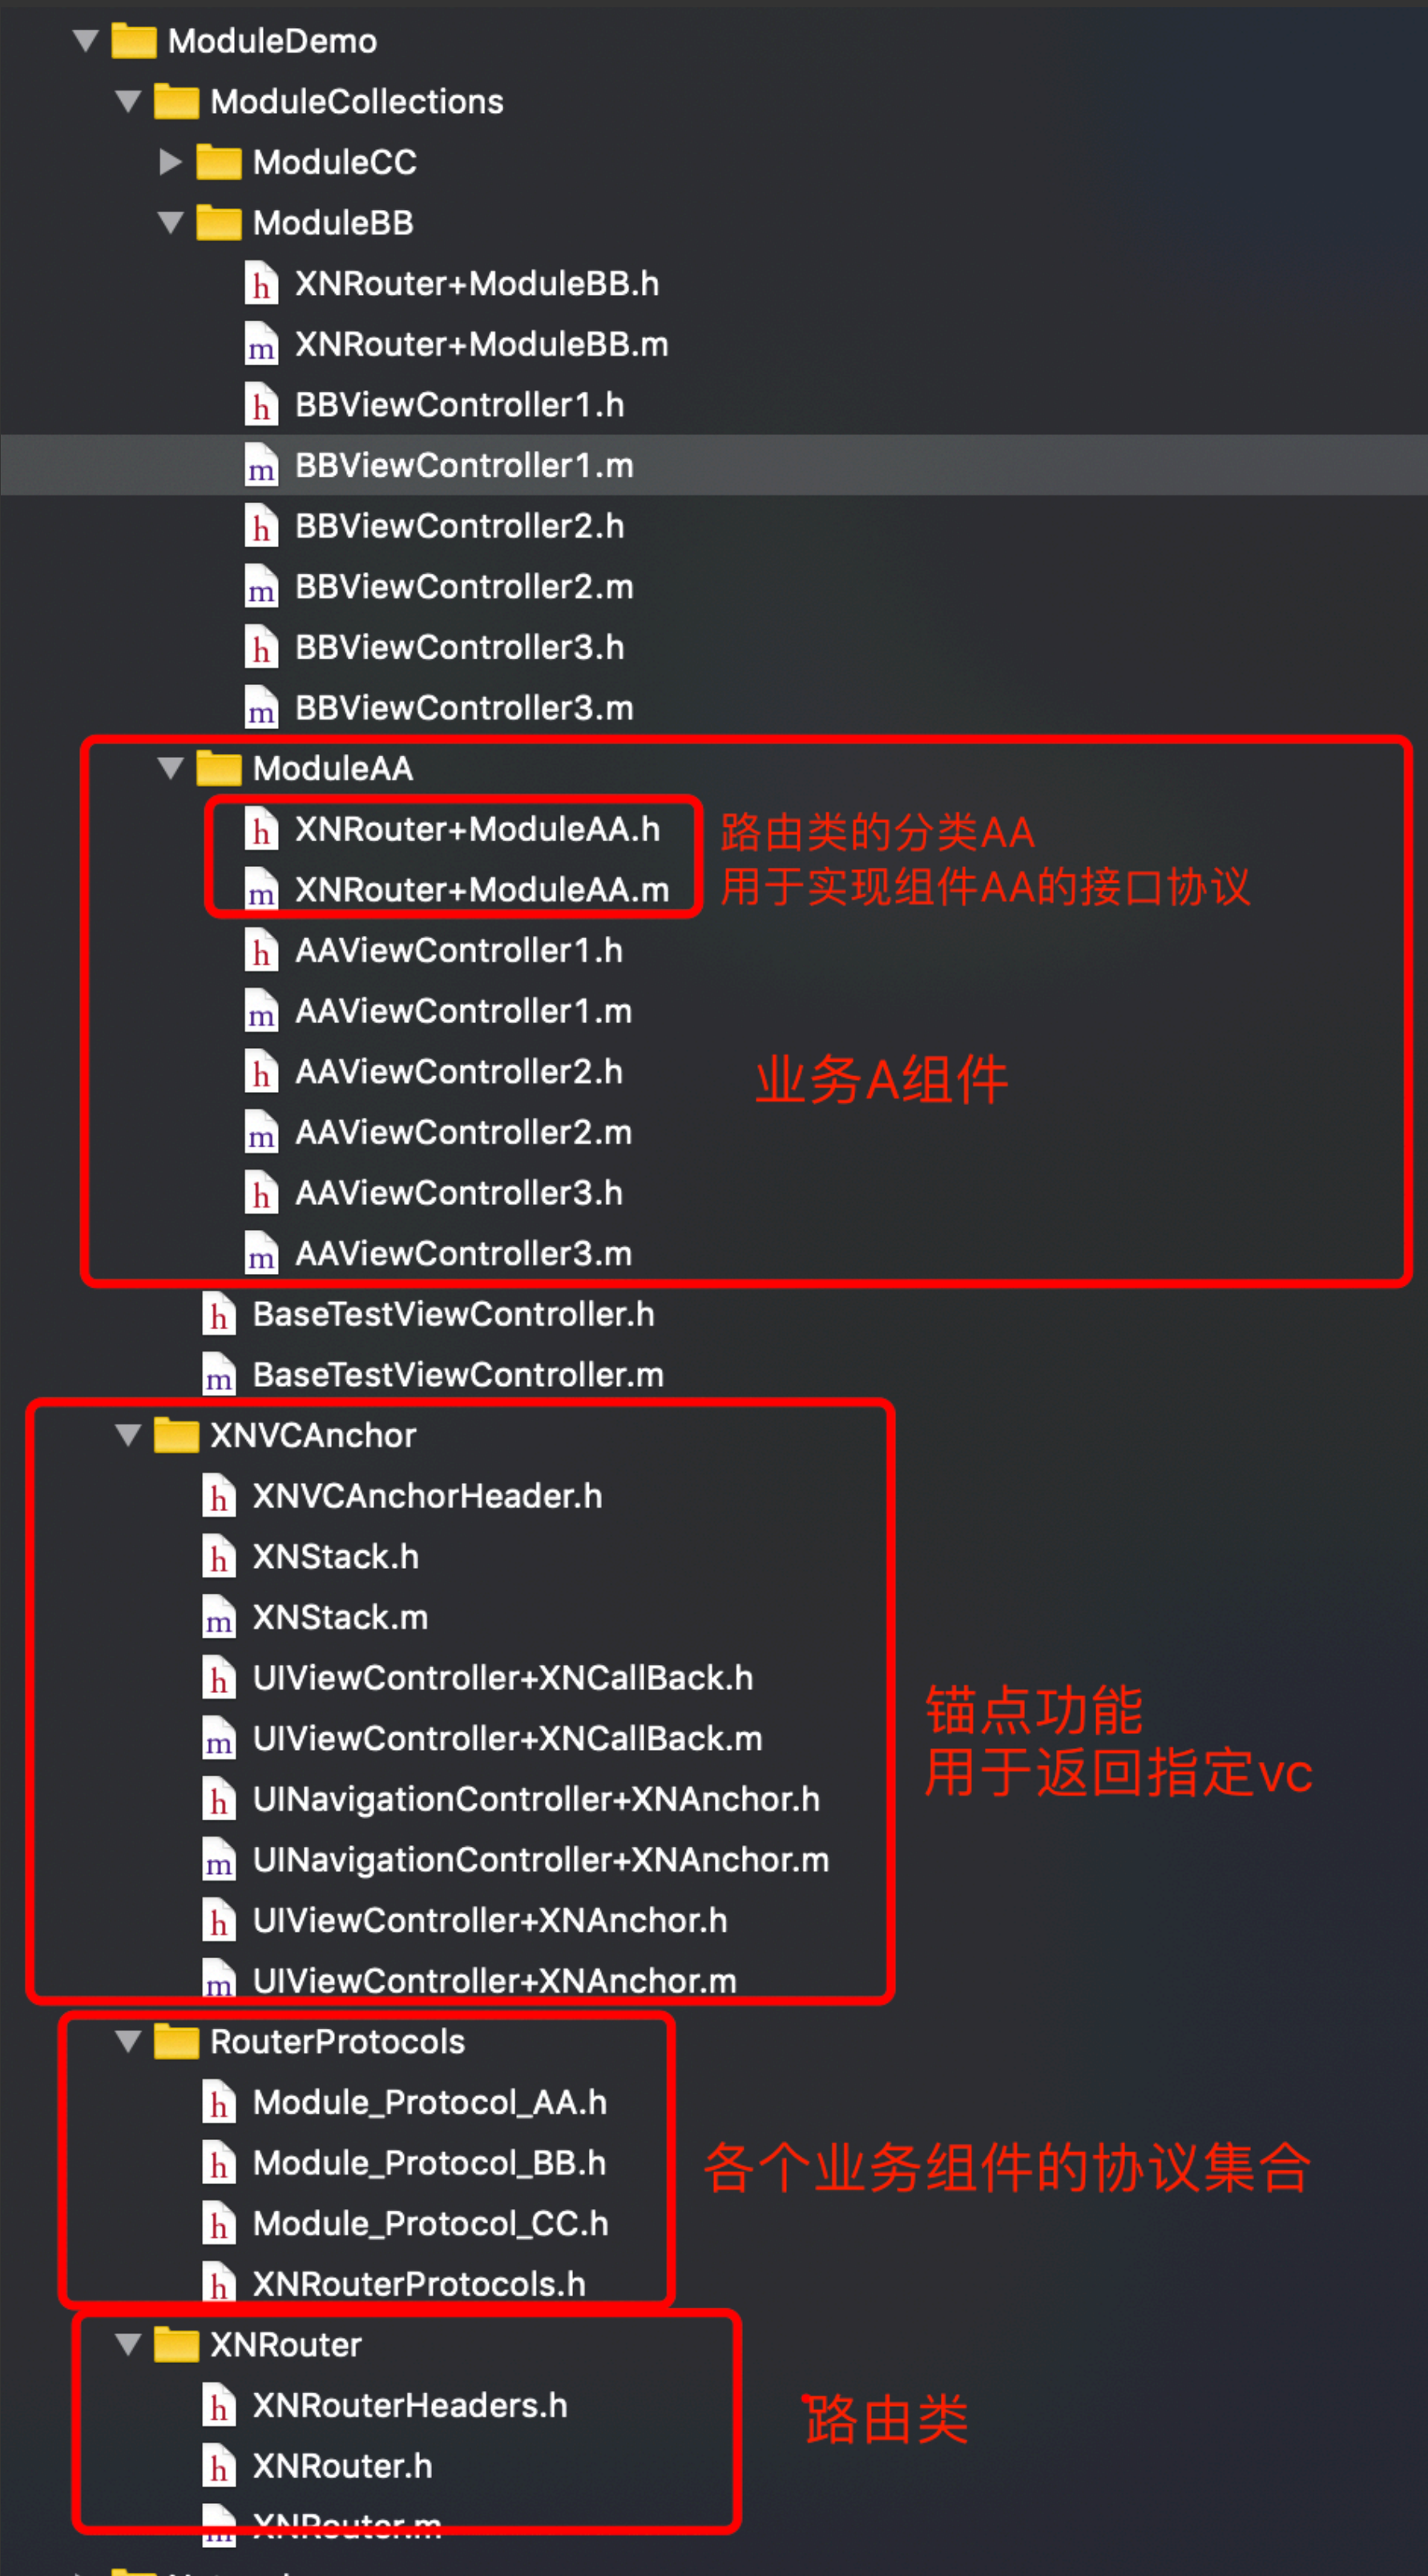 ModuleDemo
ModuleCollections
ModuleCC
ModuleBB
h XNRouter+ModuleBB.h
m XNRouter+ModuleBB.m
h BBViewController1.h
m BBViewController1.m
h BBViewController2.h
m BBViewController2.m
h BBViewController3.h
m BBViewController3.m
ModuleAA
h XNRouter+ModuleAA.h 路由类的分类AA
m XNRouter+ModuleAA.m 用于实现组件AA的接口协议
h AAViewController1.h
m AAViewController1.m
h AAViewController2.h 业务A组件
m AAViewController2.m
h AAViewController3.h
m AAViewController3.m
h BaseTestViewController.h
m BaseTestViewController.m
XNVCAnchor
h XNVCAnchorHeader.h
h XNStack.h
m XNStack.m
h UIViewController+XNCallBack.h 锚点功能
m UIViewController+XNCallBack.m 用于返回指定vc
h UINavigationController+XNAnchor.h
m UINavigationController+XNAnchor.m
h UIViewController+XNAnchor.h
m UIViewController+XNAnchor.m
RouterProtocols
h Module_Protocol_AA.h
h Module_Protocol_BB.h 各个业务组件的协议集合
h Module_Protocol_CC.h
h XNRouterProtocols.h
XNRouter
h XNRouterHeaders.h 路由类
h XNRouter.h
m XNRouter.m